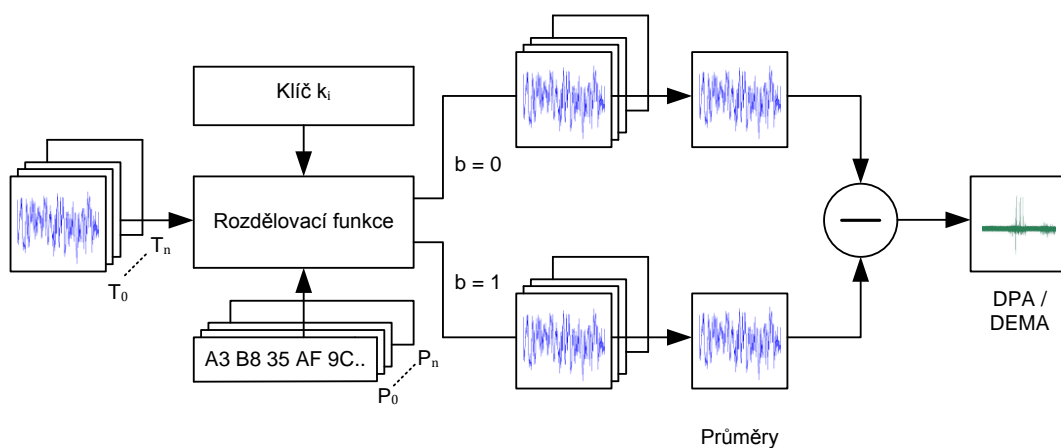 Klíč ki
b = 0
Rozdělovací funkce
Tn
T0
b = 1
DPA /
DEMA
A3 B8 35 AF 9C..
Pn
P0
Průměry